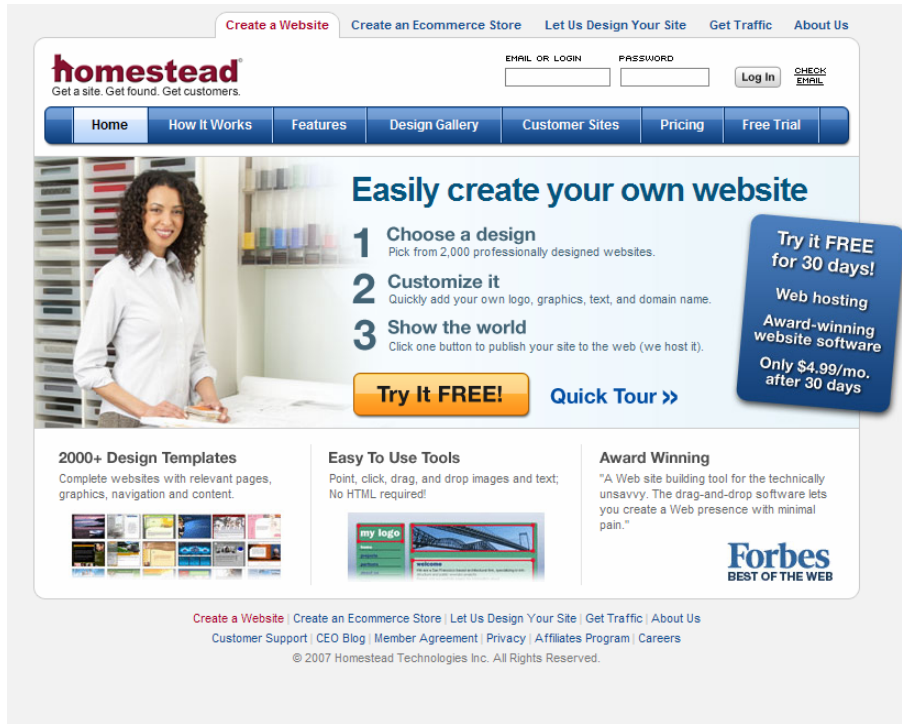 Create a Website Create an Ecommerce Store Let Us Design Your Site Get Traffic About Us
homestead®
Get a site. Get found. Get customers.
EMAIL OR LOGIN PASSWORD
Log In
CHECK
EMAIL
Home How It Works Features Design Gallery Customer Sites Pricing Free Trial
Easily create your own website
1 Choose a design
Pick from 2,000 professionally designed websites.
2 Customize it
Quickly add your own logo, graphics, text, and domain name.
3 Show the world
Click one button to publish your site to the web (we host it).
Try It FREE! Quick Tour »
Try it FREE
for 30 days!
Web hosting
Award-winning
website software
Only $4.99/mo.
after 30 days
2000+ Design Templates
Complete websites with relevant pages,
graphics, navigation and content.
Easy To Use Tools
Point, click, drag, and drop images and text;
No HTML required!
my logo
welcome
Award Winning
"A Web site building tool for the technically
unsavvy. The drag-and-drop software lets
you create a Web presence with minimal
pain."
Forbes
BEST OF THE WEB
Create a Website | Create an Ecommerce Store | Let Us Design Your Site | Get Traffic | About Us
Customer Support | CEO Blog | Member Agreement | Privacy | Affiliates Program | Careers
© 2007 Homestead Technologies Inc. All Rights Reserved.